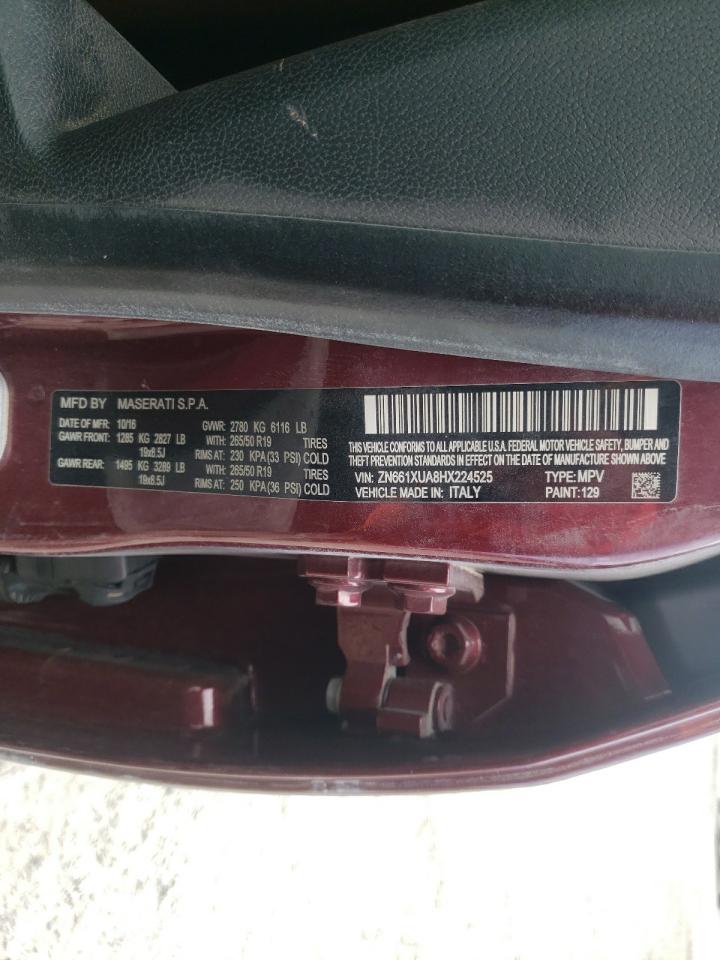 MFD BY MASERATI S.P.A.
DATE OF MFR: 10/16 GVWR: 2780 KG 6116 LB
GAWR FRONT: 1285 KG 2827 LB WITH: 265/50 R19 TIRES
19x8.5J RIMS AT: 230 KPA (33 PSI) COLD
GAWR REAR: 1495 KG 3289 LB WITH: 265/50 R19 TIRES
19x8.5J RIMS AT: 250 KPA (36 PSI) COLD
THIS VEHICLE CONFORMS TO ALL APPLICABLE U.S.A. FEDERAL MOTOR VEHICLE SAFETY, BUMPER AND
THEFT PREVENTION STANDARDS IN EFFECT ON THE DATE OF MANUFACTURE SHOWN ABOVE.
VIN: ZN661XUA8HX224525 TYPE: MPV
VEHICLE MADE IN: ITALY PAINT: 129